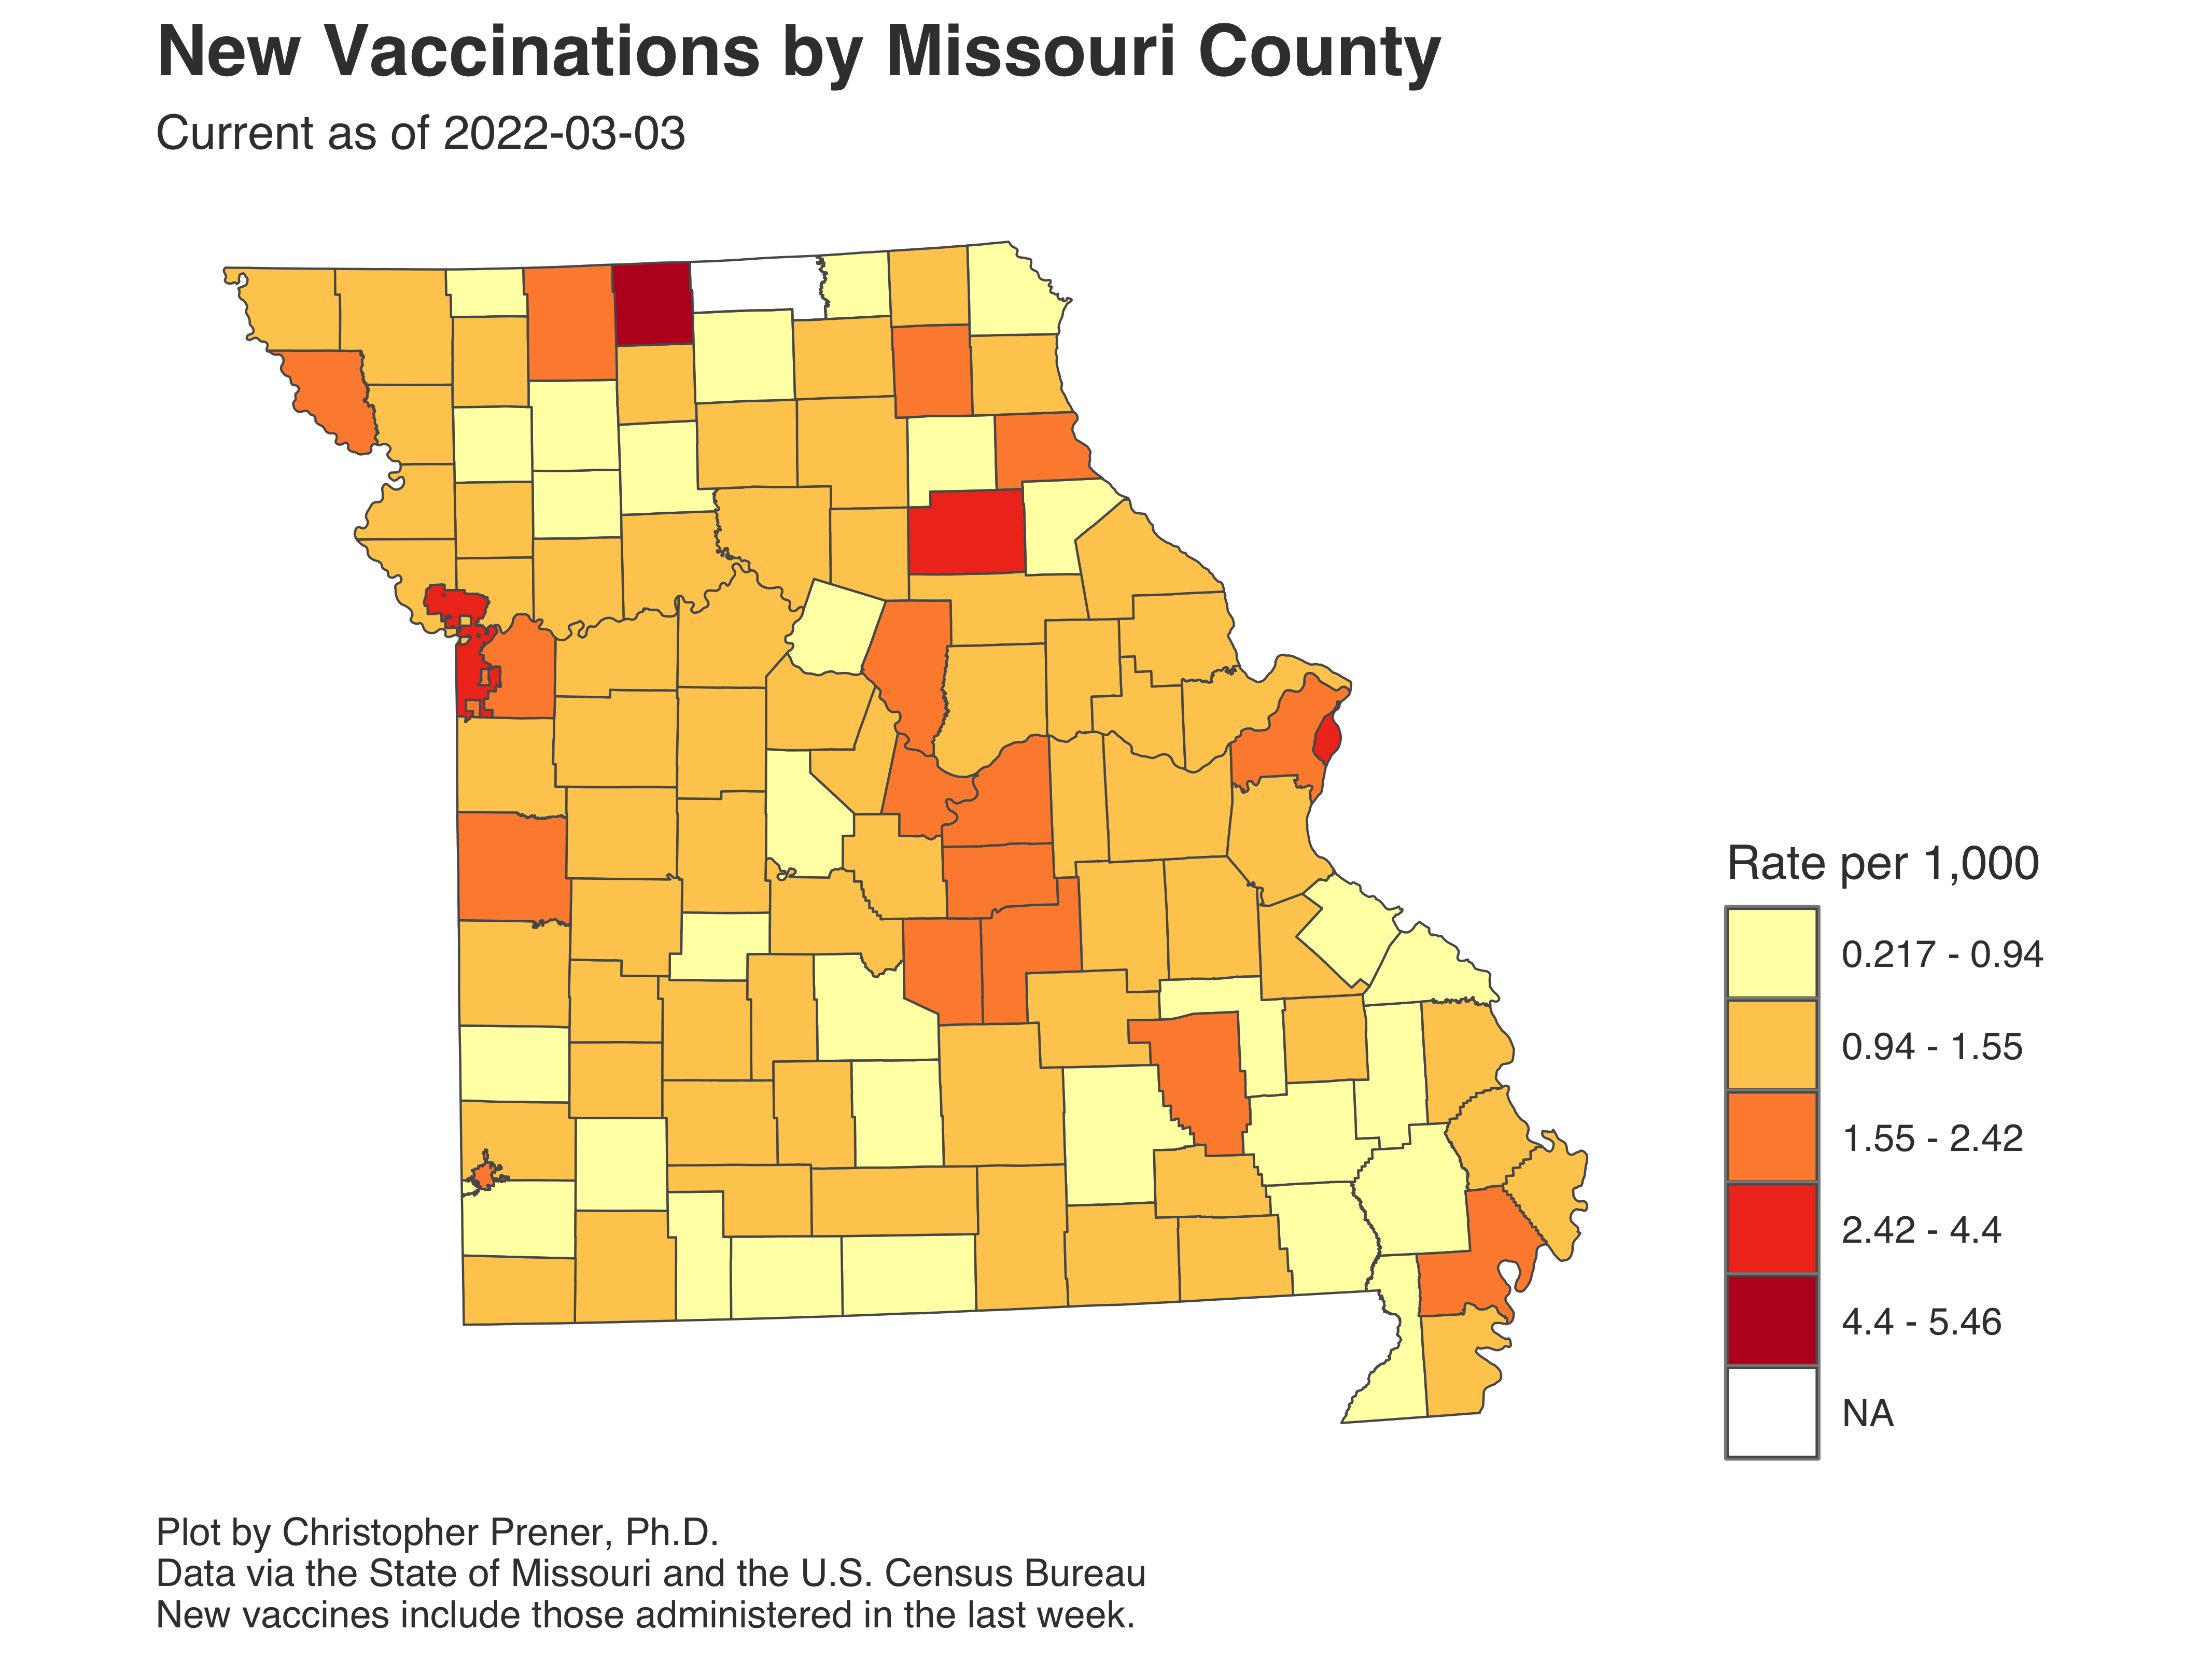 New Vaccinations by Missouri County
Current as of 2022-03-03
Rate per 1,000
0.217 - 0.94
0.94 - 1.55
1.55 - 2.42
2.42 - 4.4
4.4 - 5.46
NA
Plot by Christopher Prener, Ph.D.
Data via the State of Missouri and the U.S. Census Bureau
New vaccines include those administered in the last week.